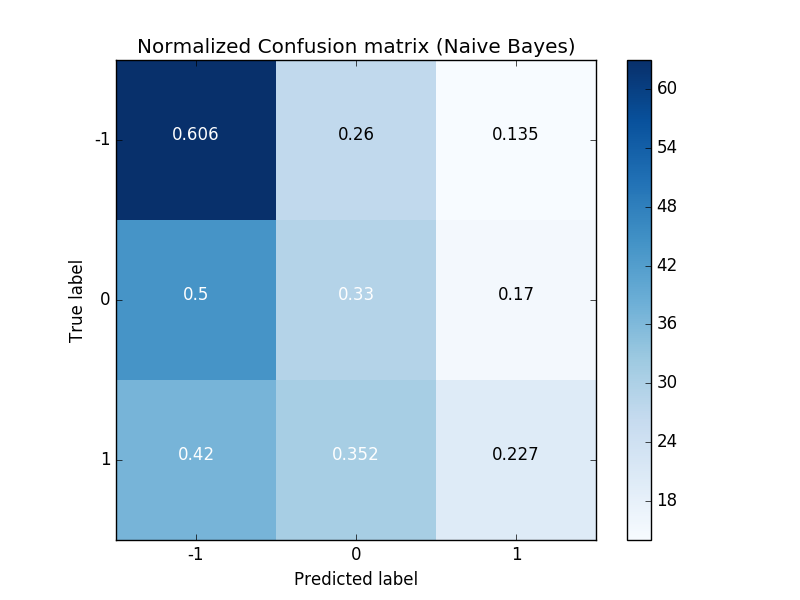 Normalized Confusion matrix (Naive Bayes)
-1 0.606 0.26 0.135
0 0.5 0.33 0.17
1 0.42 0.352 0.227
-1 0 1
True label
Predicted label
60
54
48
42
36
30
24
18